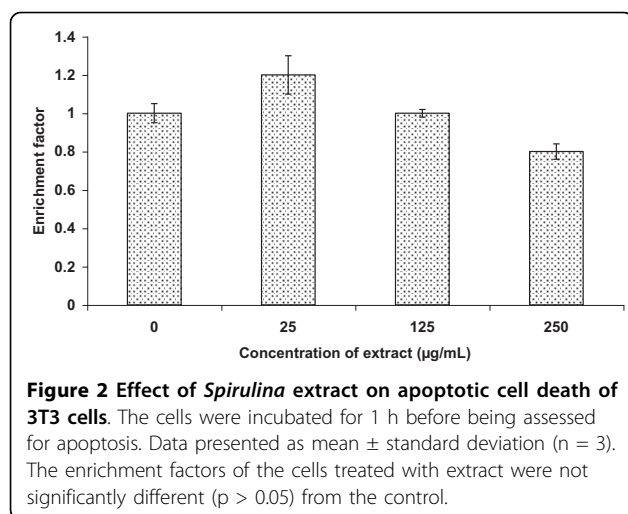 1.4
1.2
1
0.8
0.6
0.4
0.2
0
Enrichment factor
0 25 125 250
Concentration of extract (µg/mL)
Figure 2 Effect of Spirulina extract on apoptotic cell death of
3T3 cells. The cells were incubated for 1 h before being assessed
for apoptosis. Data presented as mean ± standard deviation (n = 3).
The enrichment factors of the cells treated with extract were not
significantly different (p > 0.05) from the control.